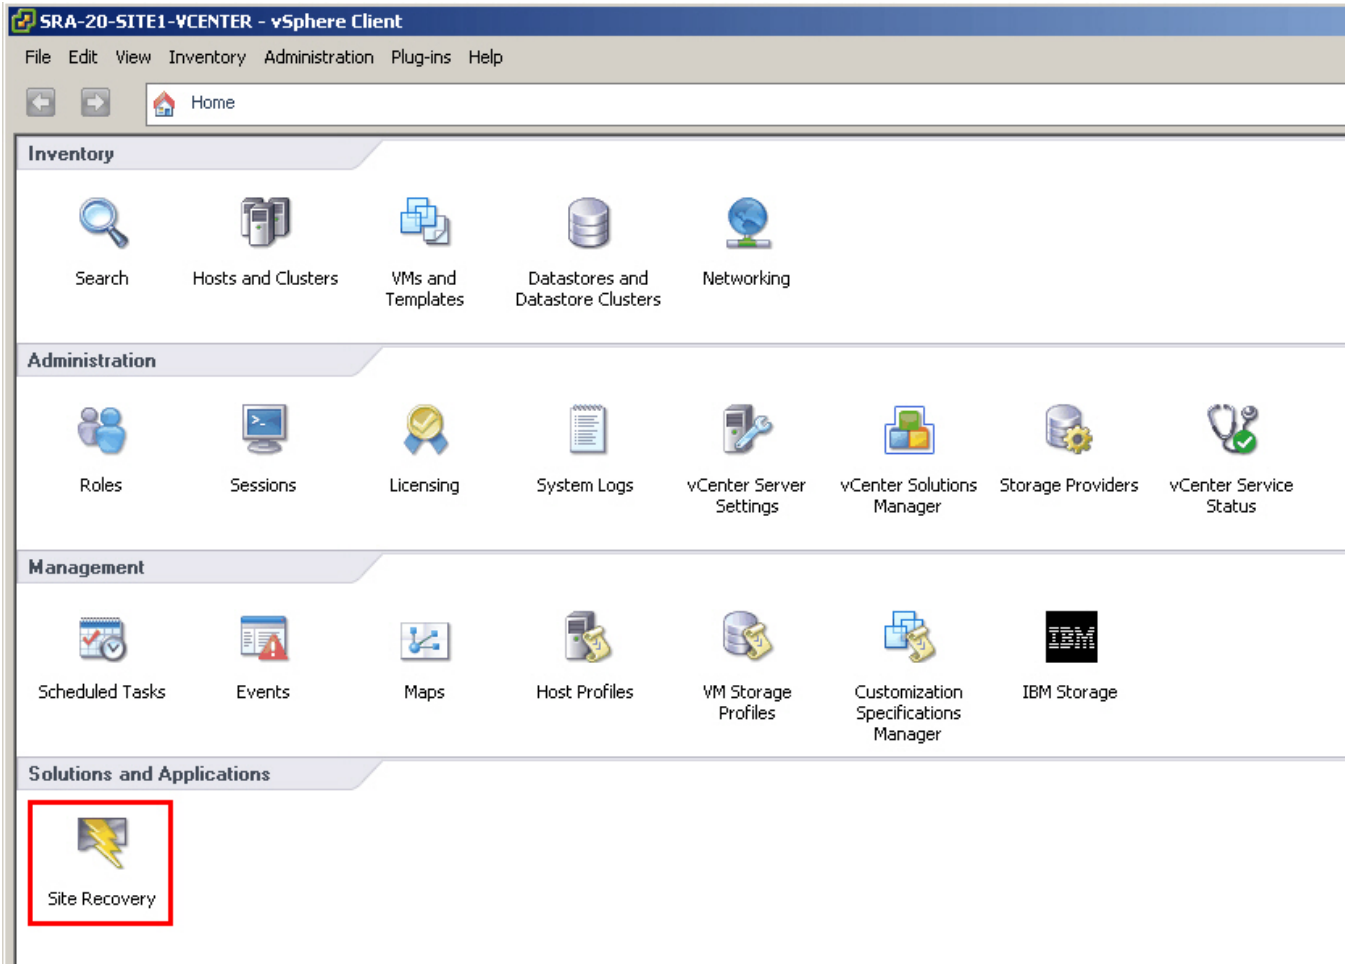 SRA-20-SITE1-VCENTER - vSphere Client
File Edit View Inventory Administration Plug-ins Help
Home
Inventory
Search
Hosts and Clusters
VMs and
Templates
Datastores and
Datastore Clusters
Networking
Administration
Roles
Sessions
Licensing
System Logs
vCenter Server
Settings
vCenter Solutions
Manager
Storage Providers
vCenter Service
Status
Management
Scheduled Tasks
Events
Maps
Host Profiles
VM Storage
Profiles
Customization
Specifications
Manager
IBM
IBM Storage
Solutions and Applications
Site Recovery